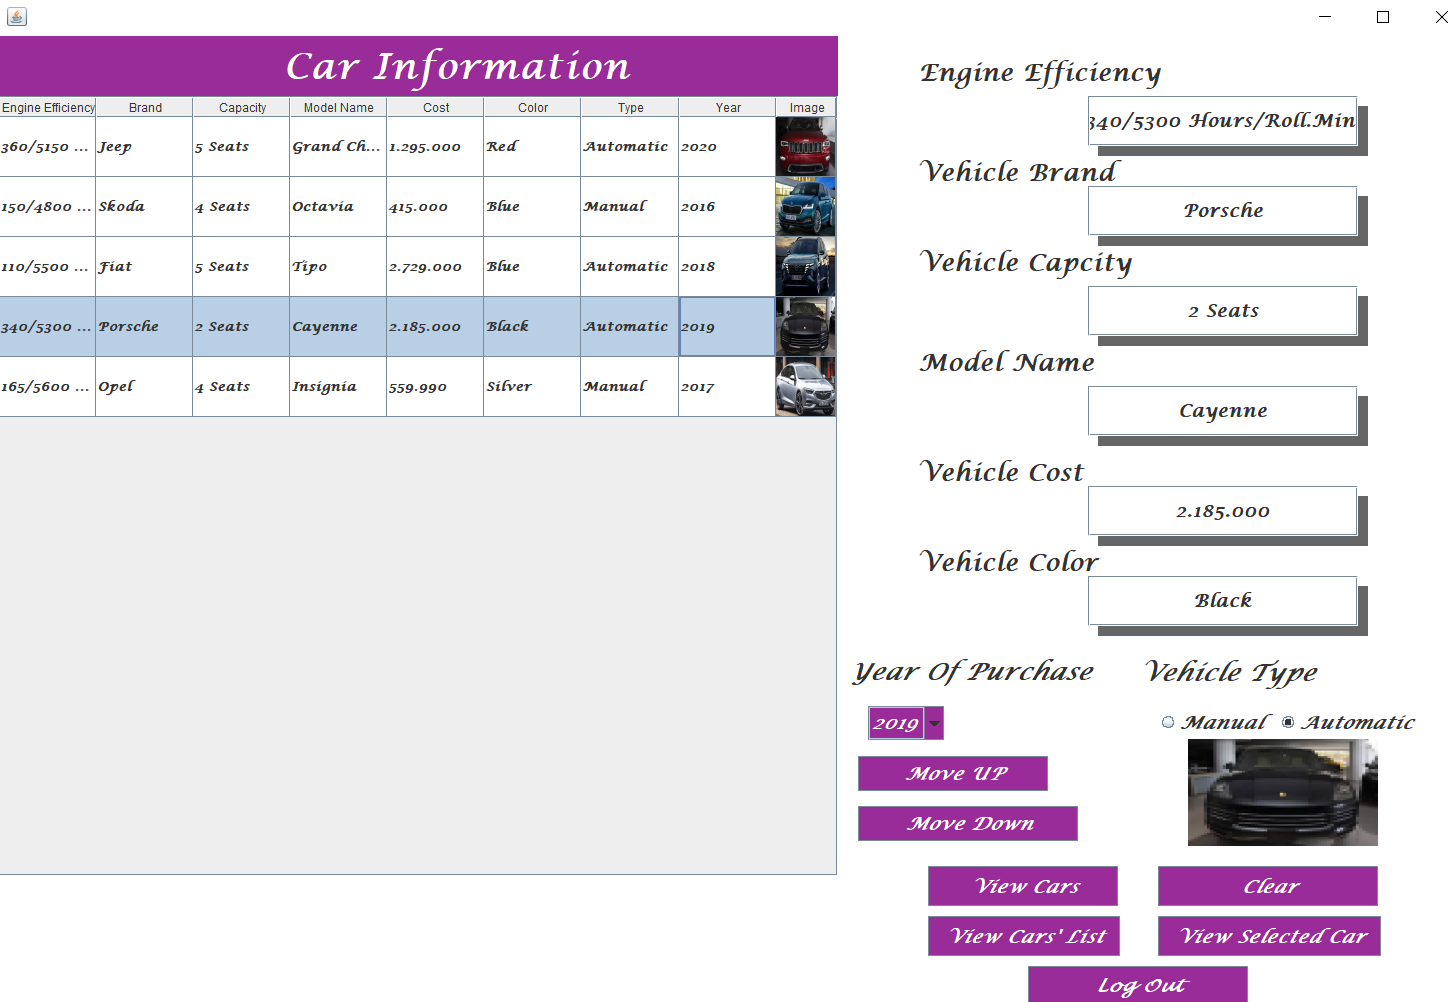 Car Information
Engine Efficiency Brand Capacity Model Name Cost Color Type Year Image
360/5150 ... Jeep 5 Seats Grand Ch... 1.295.000 Red Automatic 2020
150/4800 ... Skoda 4 Seats Octavia 415.000 Blue Manual 2016
110/5500 ... Fiat 5 Seats Tipo 2.729.000 Blue Automatic 2018
340/5300 ... Porsche 2 Seats Cayenne 2.185.000 Black Automatic 2019
165/5600 ... Opel 4 Seats Insignia 559.990 Silver Manual 2017
Engine Efficiency
340/5300 Hours/Roll.Min
Vehicle Brand
Porsche
Vehicle Capcity
2 Seats
Model Name
Cayenne
Vehicle Cost
2.185.000
Vehicle Color
Black
Year Of Purchase Vehicle Type
2019 Manual Automatic
Move UP
Move Down
View Cars Clear
View Cars' List View Selected Car
Log Out